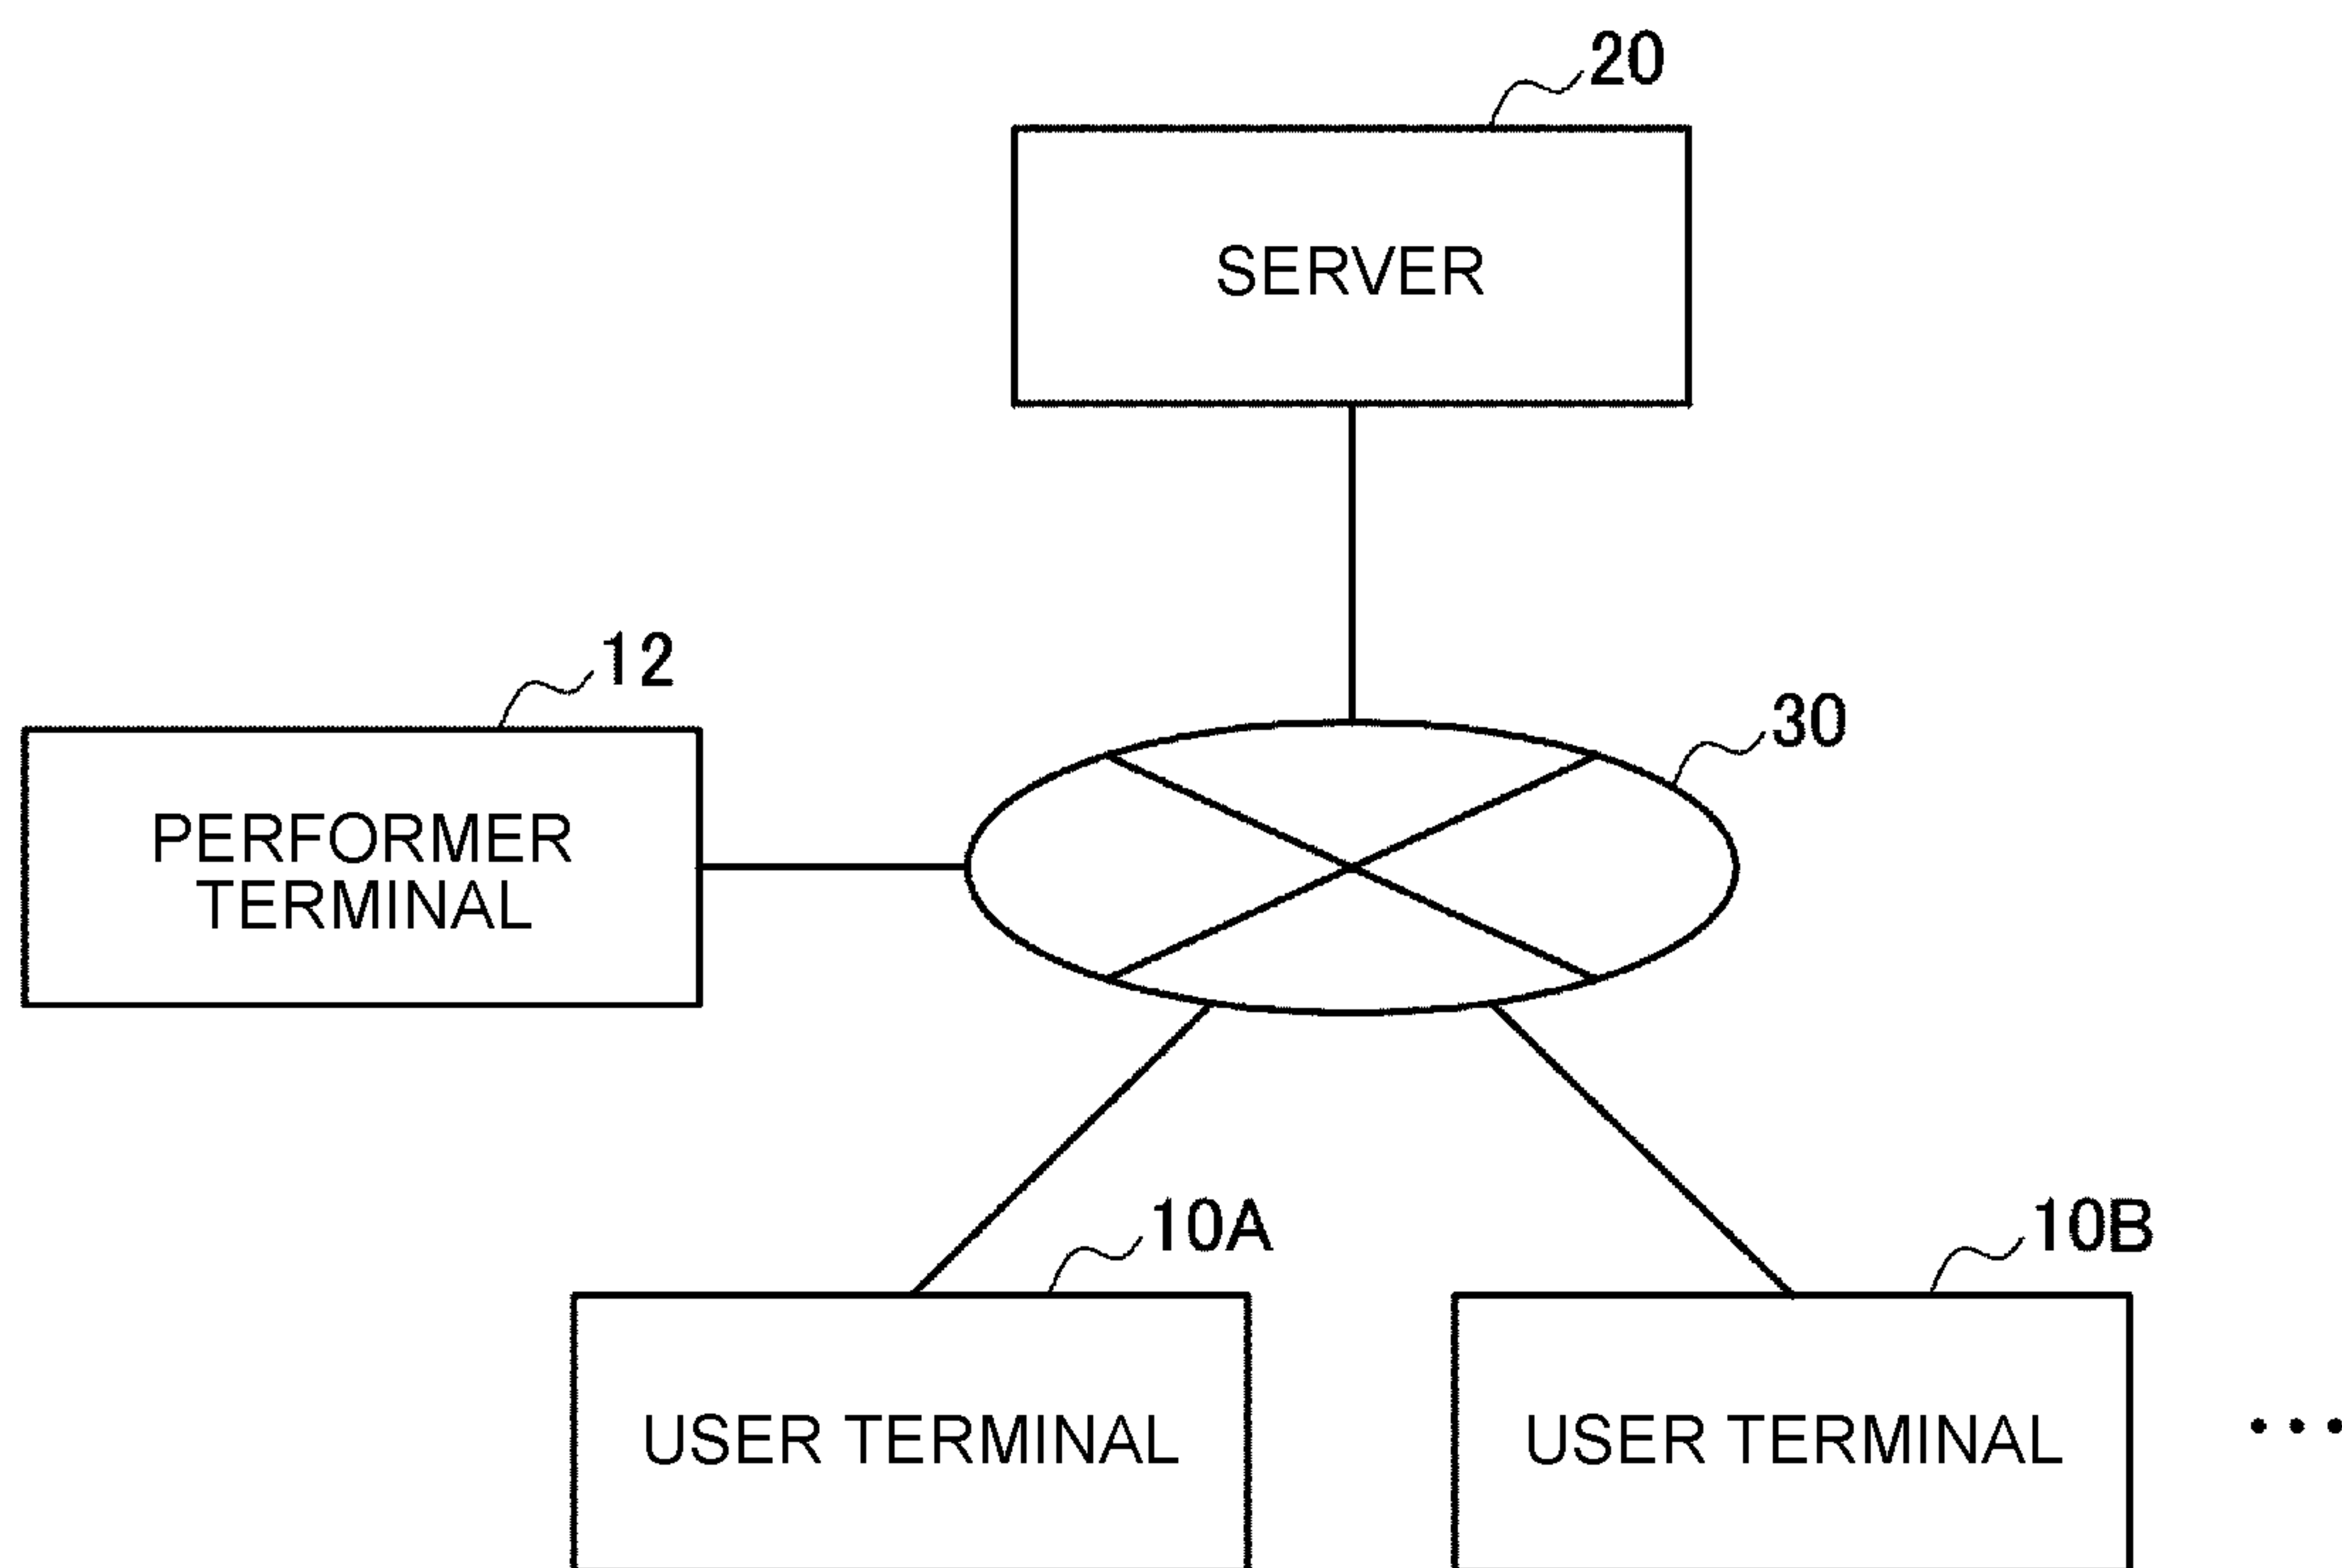 20
SERVER
12
30
PERFORMER
TERMINAL
10A
10B
USER TERMINAL
USER TERMINAL
...